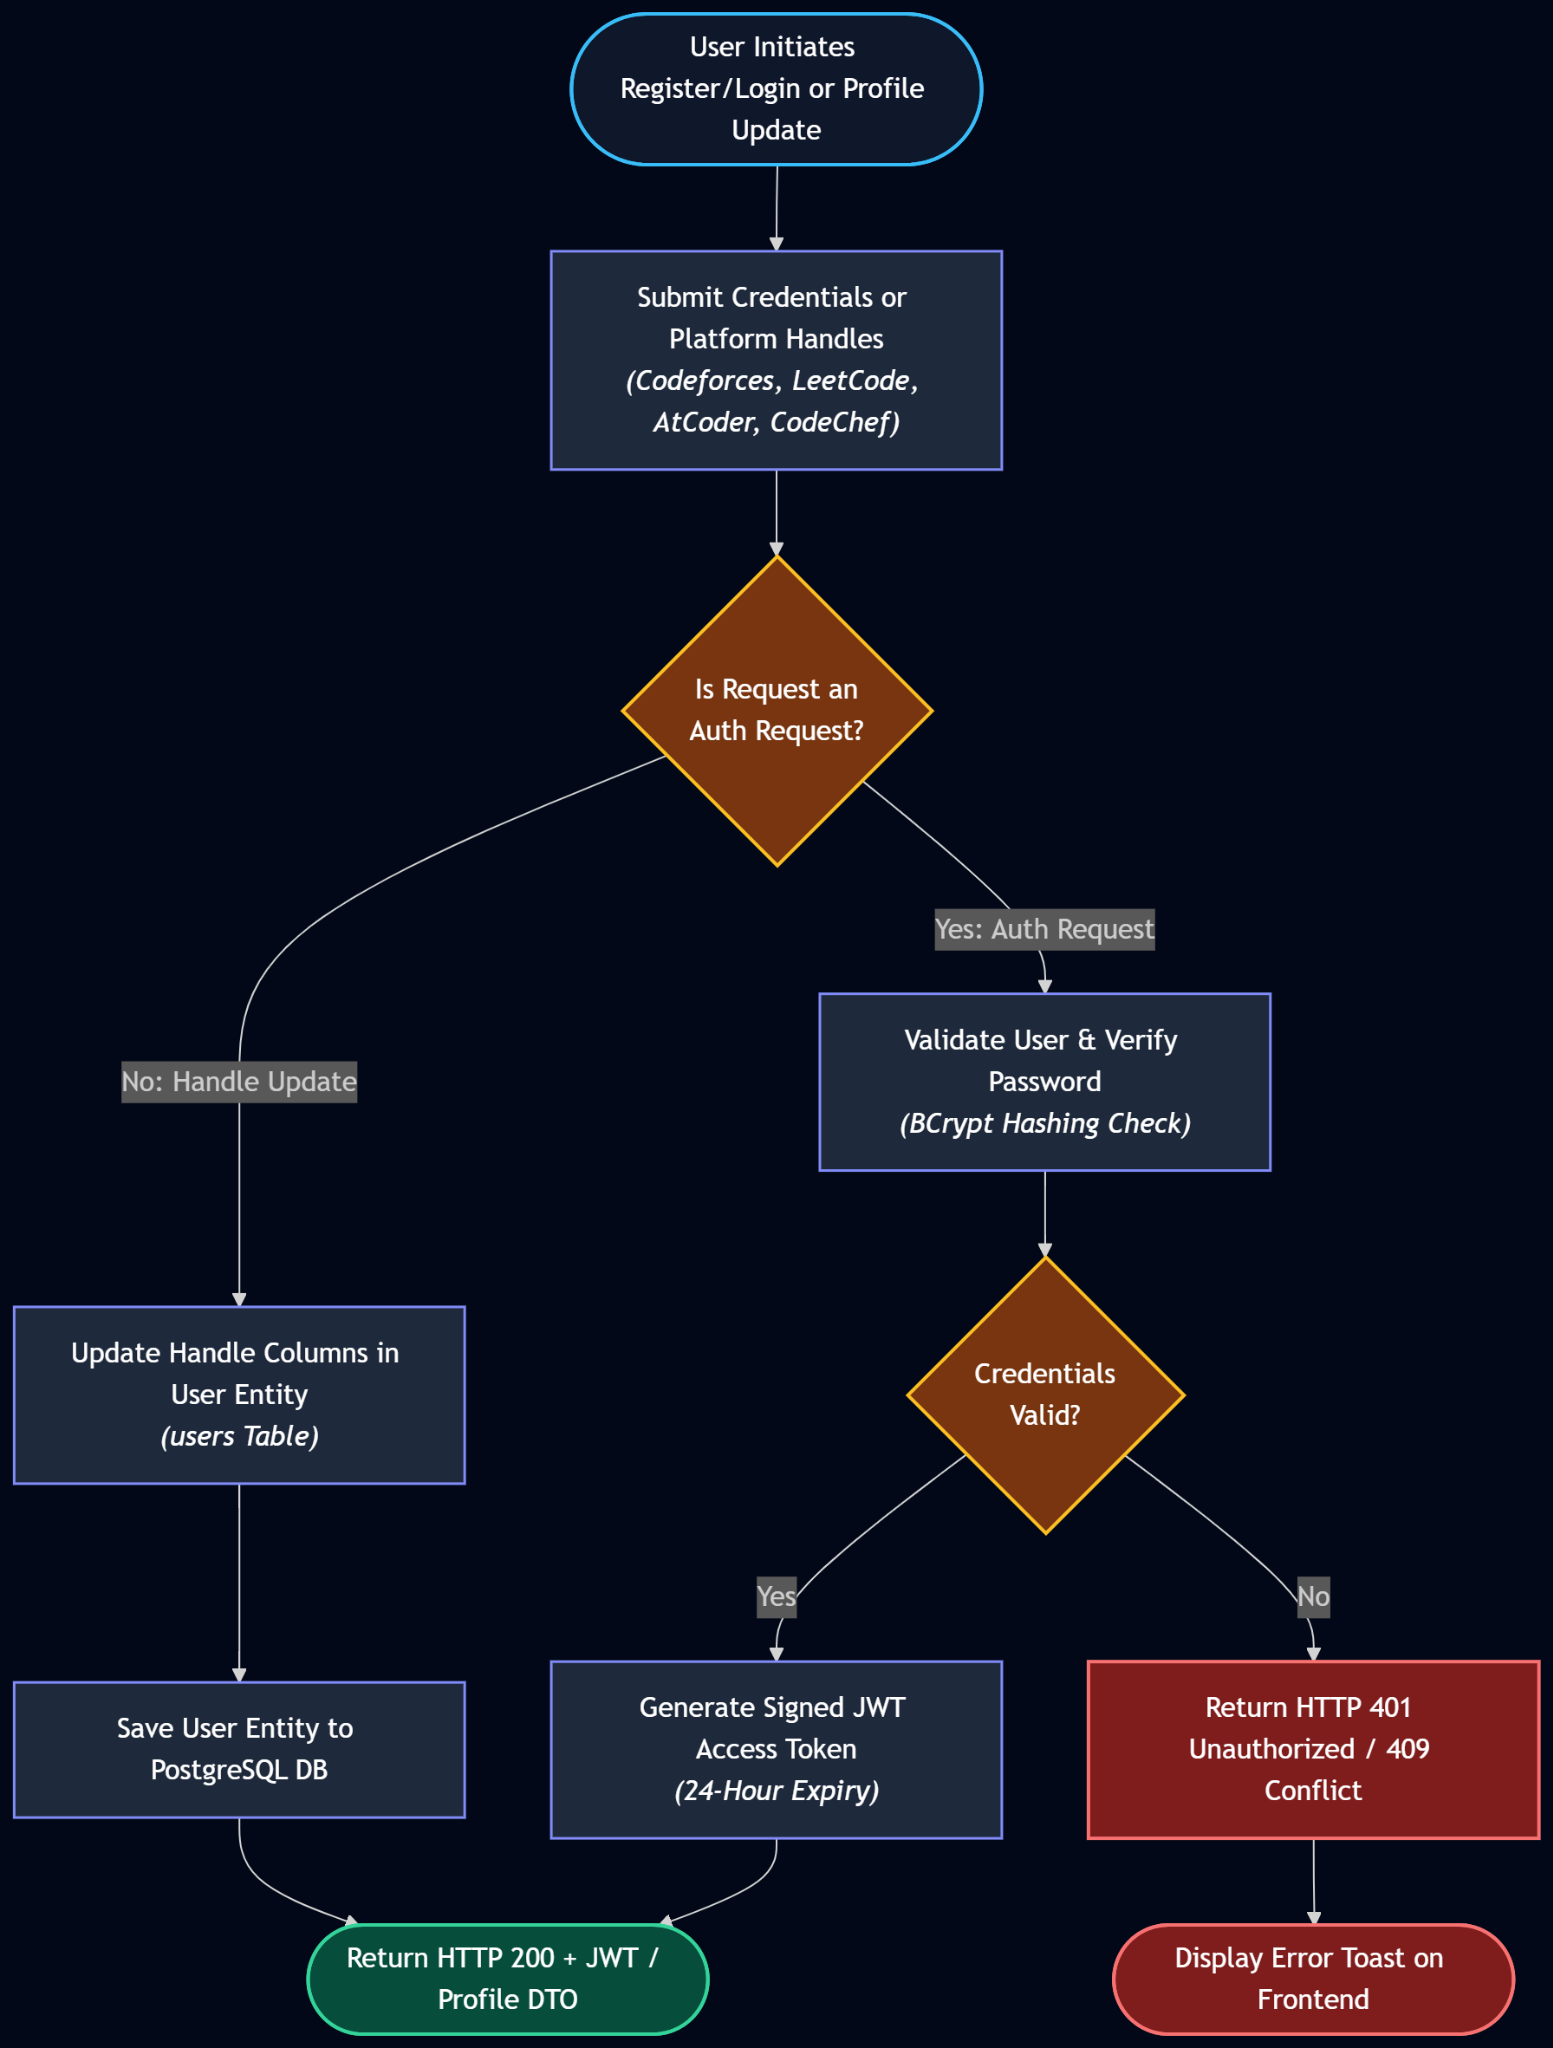 User Initiates
Register/Login or Profile
Update
Submit Credentials or
Platform Handles
(Codeforces, LeetCode,
AtCoder, CodeChef)
Is Request an
Auth Request?
Yes: Auth Request
No: Handle Update
Validate User & Verify
Password
(BCrypt Hashing Check)
Update Handle Columns in
User Entity
(users Table)
Credentials
Valid?
Yes
No
Save User Entity to
PostgreSQL DB
Generate Signed JWT
Access Token
(24-Hour Expiry)
Return HTTP 401
Unauthorized / 409
Conflict
Return HTTP 200 + JWT /
Profile DTO
Display Error Toast on
Frontend